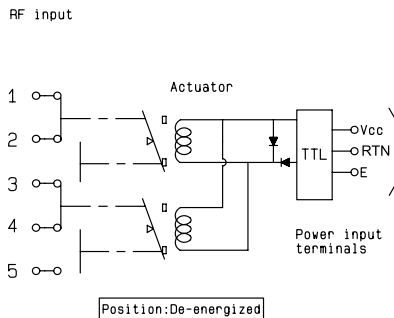 RF input
Actuator
1
2
3
4
5
TTL
Vcc
RTN
E
Power input
terminals
Position:De-energized